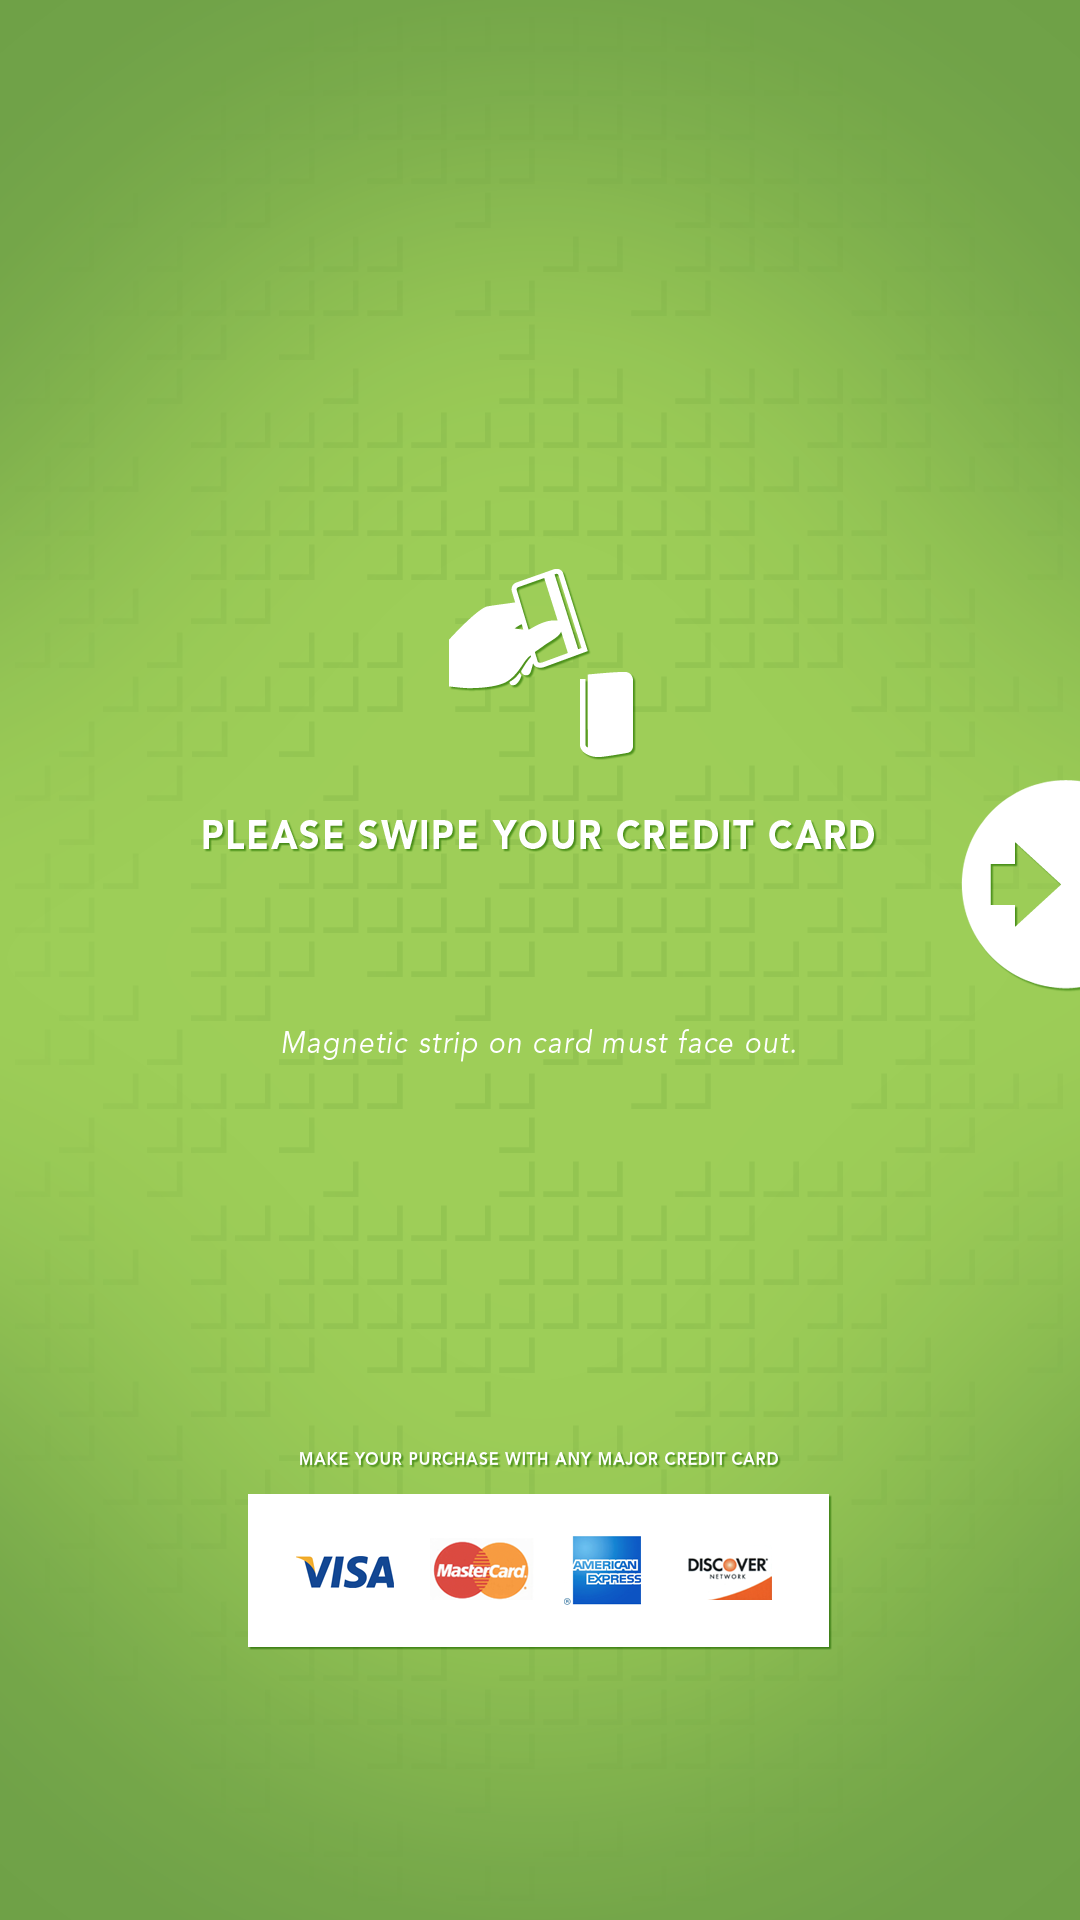 PLEASE SWIPE YOUR CREDIT CARD
Magnetic strip on card must face out.
MAKE YOUR PURCHASE WITH ANY MAJOR CREDIT CARD
VISA
MasterCard
AMERICAN
EXPRESS
®
DISCOVER
NETWORK